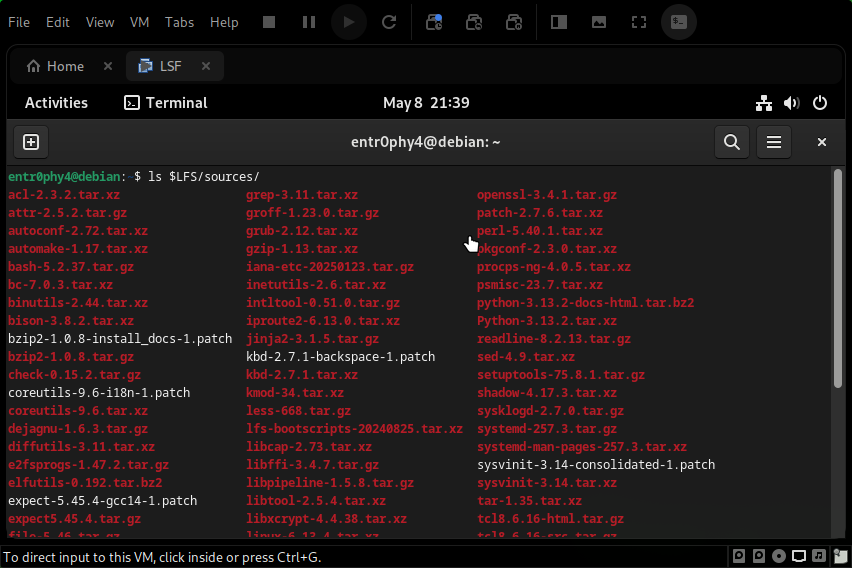 File Edit View VM Tabs Help
Home × LSF ×
Activities Terminal May 8 21:39
entr0phy4@debian: ~
entr0phy4@debian:~$ ls $LFS/sources/
acl-2.3.2.tar.xz grep-3.11.tar.xz openssl-3.4.1.tar.gz
attr-2.5.2.tar.gz groff-1.23.0.tar.gz patch-2.7.6.tar.xz
autoconf-2.72.tar.xz grub-2.12.tar.xz perl-5.40.1.tar.xz
automake-1.17.tar.xz gzip-1.13.tar.xz pkgconf-2.3.0.tar.xz
bash-5.2.37.tar.gz iana-etc-20250123.tar.gz procps-ng-4.0.5.tar.xz
bc-7.0.3.tar.xz inetutils-2.6.tar.xz psmisc-23.7.tar.xz
binutils-2.44.tar.xz intltool-0.51.0.tar.gz python-3.13.2-docs-html.tar.bz2
bison-3.8.2.tar.xz iproute2-6.13.0.tar.xz Python-3.13.2.tar.xz
bzip2-1.0.8-install_docs-1.patch jinja2-3.1.5.tar.gz readline-8.2.13.tar.gz
bzip2-1.0.8.tar.gz kbd-2.7.1-backspace-1.patch sed-4.9.tar.xz
check-0.15.2.tar.gz kbd-2.7.1.tar.xz setuptools-75.8.1.tar.gz
coreutils-9.6-i18n-1.patch kmod-34.tar.xz shadow-4.17.3.tar.xz
coreutils-9.6.tar.xz less-668.tar.gz sysklogd-2.7.0.tar.gz
dejagnu-1.6.3.tar.gz lfs-bootscripts-20240825.tar.xz systemd-257.3.tar.gz
diffutils-3.11.tar.xz libcap-2.73.tar.xz systemd-man-pages-257.3.tar.xz
e2fsprogs-1.47.2.tar.gz libffi-3.4.7.tar.gz sysvinit-3.14-consolidated-1.patch
elfutils-0.192.tar.bz2 libpipeline-1.5.8.tar.gz sysvinit-3.14.tar.xz
expect-5.45.4-gcc14-1.patch libtool-2.5.4.tar.xz tar-1.35.tar.xz
expect5.45.4.tar.gz libxcrypt-4.4.38.tar.xz tcl8.6.16-html.tar.gz
file-5.46.tar.gz linux-6.13.4.tar.xz tcl8.6.16-src.tar.gz
To direct input to this VM, click inside or press Ctrl+G.